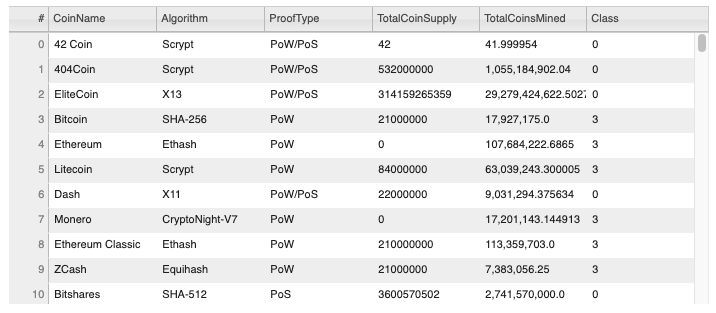 # CoinName Algorithm ProofType TotalCoinSupply TotalCoinsMined Class
0 42 Coin Scrypt PoW/PoS 42 41.999954 0
1 404Coin Scrypt PoW/PoS 532000000 1,055,184,902.04 0
2 EliteCoin X13 PoW/PoS 314159265359 29,279,424,622.5027 0
3 Bitcoin SHA-256 PoW 21000000 17,927,175.0 3
4 Ethereum Ethash PoW 0 107,684,222.6865 3
5 Litecoin Scrypt PoW 84000000 63,039,243.300005 3
6 Dash X11 PoW/PoS 22000000 9,031,294.375634 0
7 Monero CryptoNight-V7 PoW 0 17,201,143.144913 3
8 Ethereum Classic Ethash PoW 210000000 113,359,703.0 3
9 ZCash Equihash PoW 21000000 7,383,056.25 3
10 Bitshares SHA-512 PoS 3600570502 2,741,570,000.0 0